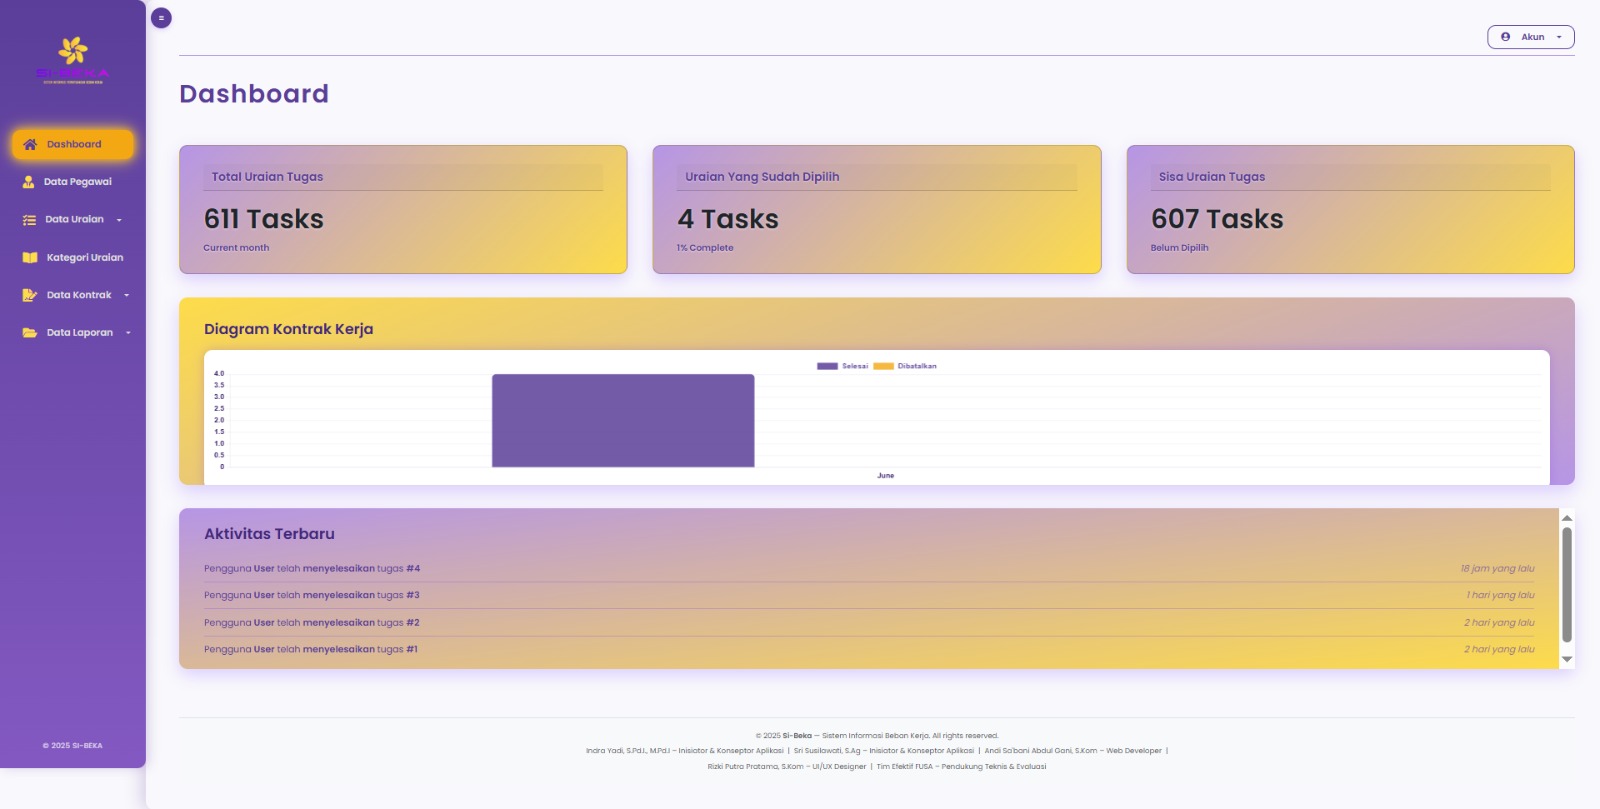 Akun
SI-BEKA
Dashboard
Data Pegawai
Data Uraian
Kategori Uraian
Data Kontrak
Data Laporan
© 2025 SI-BEKA
Dashboard
Total Uraian Tugas
611 Tasks
Current month
Uraian Yang Sudah Dipilih
4 Tasks
1% Complete
Sisa Uraian Tugas
607 Tasks
Belum Dipilih
Diagram Kontrak Kerja
Selesai Dibatalkan
4.0
3.5
3.0
2.5
2.0
1.5
1.0
0.5
0
June
Aktivitas Terbaru
Pengguna User telah menyelesaikan tugas #4 18 jam yang lalu
Pengguna User telah menyelesaikan tugas #3 1 hari yang lalu
Pengguna User telah menyelesaikan tugas #2 2 hari yang lalu
Pengguna User telah menyelesaikan tugas #1 2 hari yang lalu
© 2025 Si-Beka — Sistem Informasi Beban Kerja. All rights reserved.
Indra Yadi, S.Pd.I., M.Pd.I – Inisiator & Konseptor Aplikasi | Sri Susilawati, S.Ag – Inisiator & Konseptor Aplikasi | Andi Sa'bani Abdul Gani, S.Kom – Web Developer |
Rizki Putra Pratama, S.Kom – UI/UX Designer | Tim Efektif FUSA – Pendukung Teknis & Evaluasi